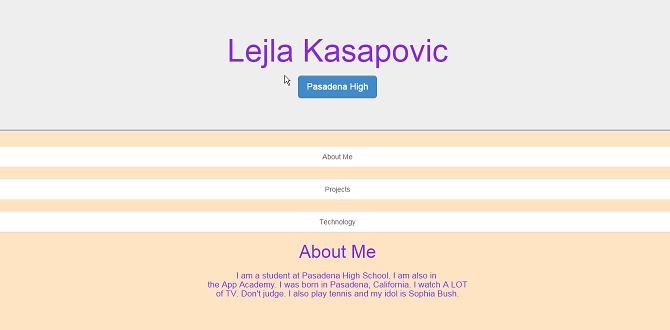 Lejla Kasapovic
Pasadena High
About Me
Projects
Technology
About Me
I am a student at Pasadena High School. I am also in
the App Academy. I was born in Pasadena, California. I watch A LOT
of TV. Don't judge. I also play tennis and my idol is Sophia Bush.